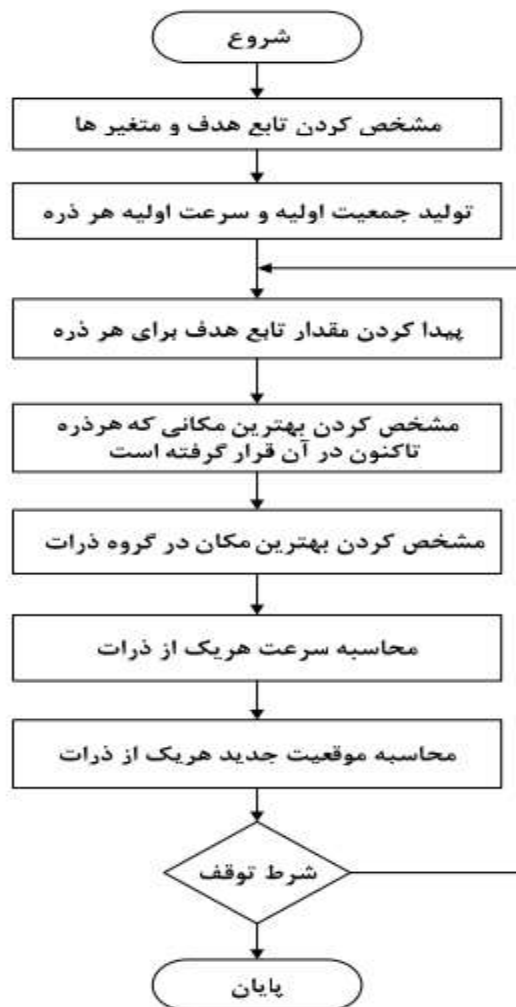 شروع
مشخص کردن تابع هدف و متغیر ها
تولید جمعیت اولیه و سرعت اولیه هر ذره
پیدا کردن مقدار تابع هدف برای هر ذره
مشخص کردن بهترین مکانی که هرذره
تاکنون در آن قرار گرفته است
مشخص کردن بهترین مکان در گروه ذرات
محاسبه سرعت هریک از ذرات
محاسبه موقعیت جدید هریک از ذرات
شرط توقف
پایان